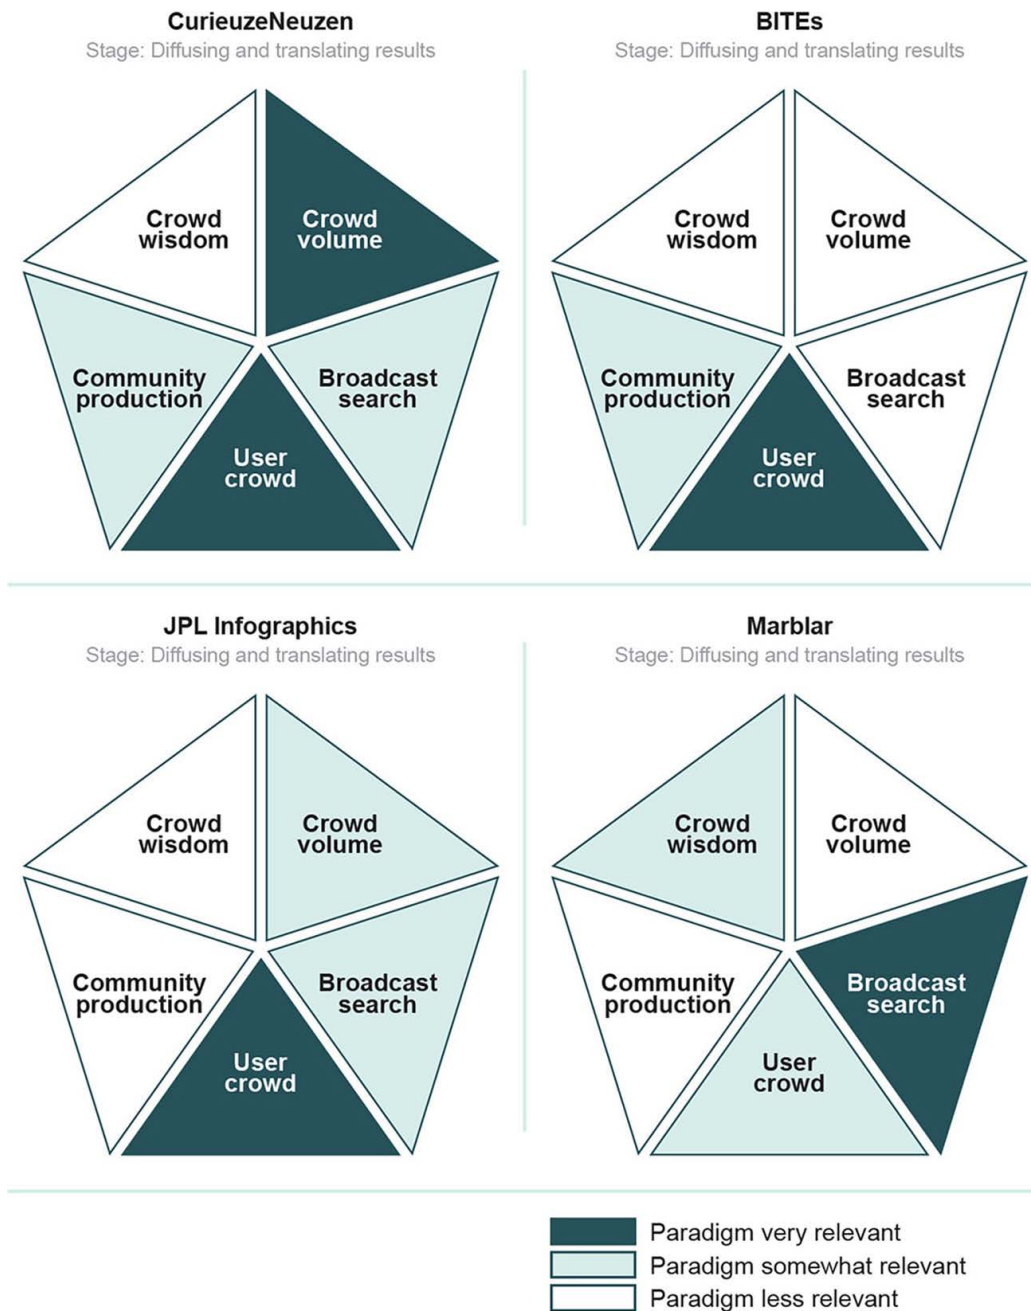 CurieuzeNeuzen
Stage: Diffusing and translating results
Crowd
wisdom
Crowd
volume
Community
production
Broadcast
search
User
crowd
BITEs
Stage: Diffusing and translating results
Crowd
wisdom
Crowd
volume
Community
production
Broadcast
search
User
crowd
JPL Infographics
Stage: Diffusing and translating results
Crowd
wisdom
Crowd
volume
Community
production
Broadcast
search
User
crowd
Marblar
Stage: Diffusing and translating results
Crowd
wisdom
Crowd
volume
Community
production
Broadcast
search
User
crowd
Paradigm very relevant
Paradigm somewhat relevant
Paradigm less relevant